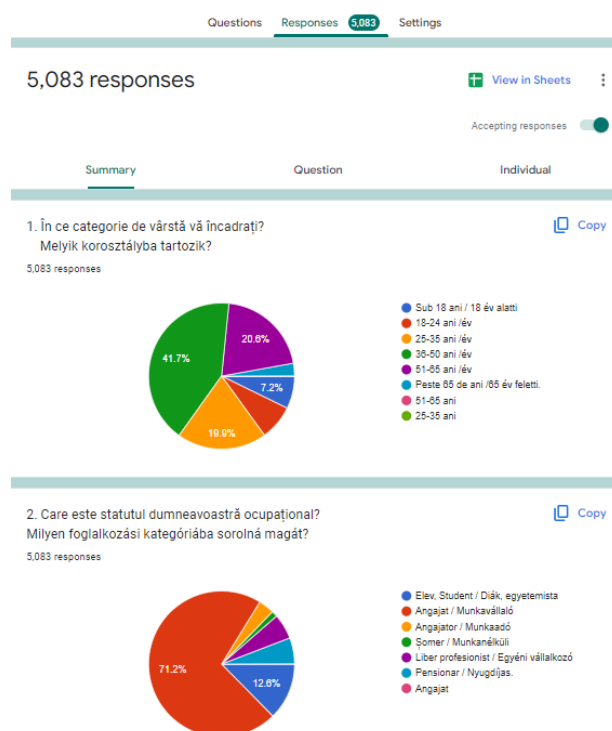 Questions Responses 5,083 Settings
5,083 responses
View in Sheets
Accepting responses
Summary Question Individual
1. În ce categorie de vârstă vă încadrați?
Melyik korosztályba tartozik?
Copy
5,083 responses
41.7%
20.6%
7.2%
19.9%
Sub 18 ani / 18 év alatti
18-24 ani /év
25-35 ani /év
36-50 ani /év
51-65 ani /év
Peste 65 de ani /65 év feletti.
51-65 ani
25-35 ani
2. Care este statutul dumneavoastră ocupațional?
Milyen foglalkozási kategóriába sorolná magát?
Copy
5,083 responses
71.2%
12.6%
Elev, Student / Diák, egyetemista
Angajat / Munkavállaló
Angajator / Munkaadó
Șomer / Munkanélküli
Liber profesionist / Egyéni vállalkozó
Pensionar / Nyugdíjas.
Angajat